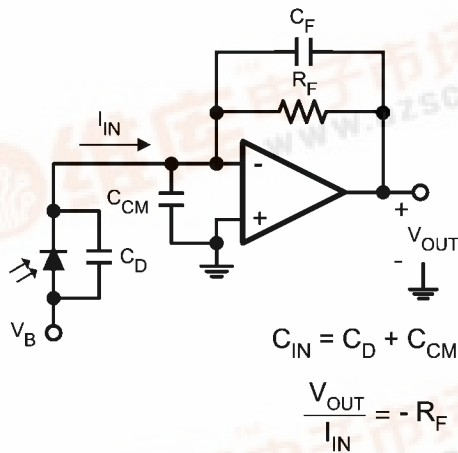 C_F
R_F
I_IN
-
+
C_CM
C_D
V_B
+
V_OUT
-
C_IN = C_D + C_CM
V_OUT
I_IN
= - R_F